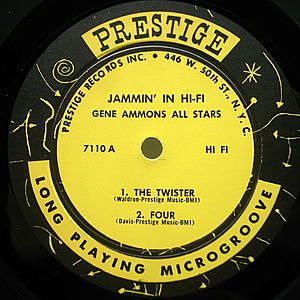 PRESTIGE
PRESTIGE RECORDS INC. • 446 W. 50th ST., N.Y.C.
JAMMIN' IN HI-FI
GENE AMMONS ALL STARS
7110 A HI FI
1. THE TWISTER
(Waldron-Prestige Music-BMI)
2. FOUR
(Davis-Prestige Music-BMI)
LONG PLAYING MICROGROOVE